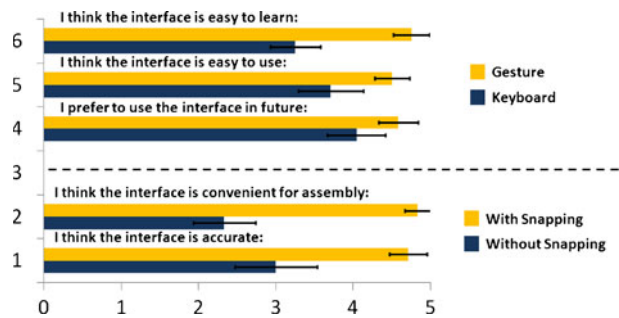 I think the interface is easy to learn:
6
I think the interface is easy to use:
Gesture
5
Keyboard
I prefer to use the interface in future:
4
3
I think the interface is convenient for assembly:
2
With Snapping
I think the interface is accurate:
Without Snapping
1
0 1 2 3 4 5